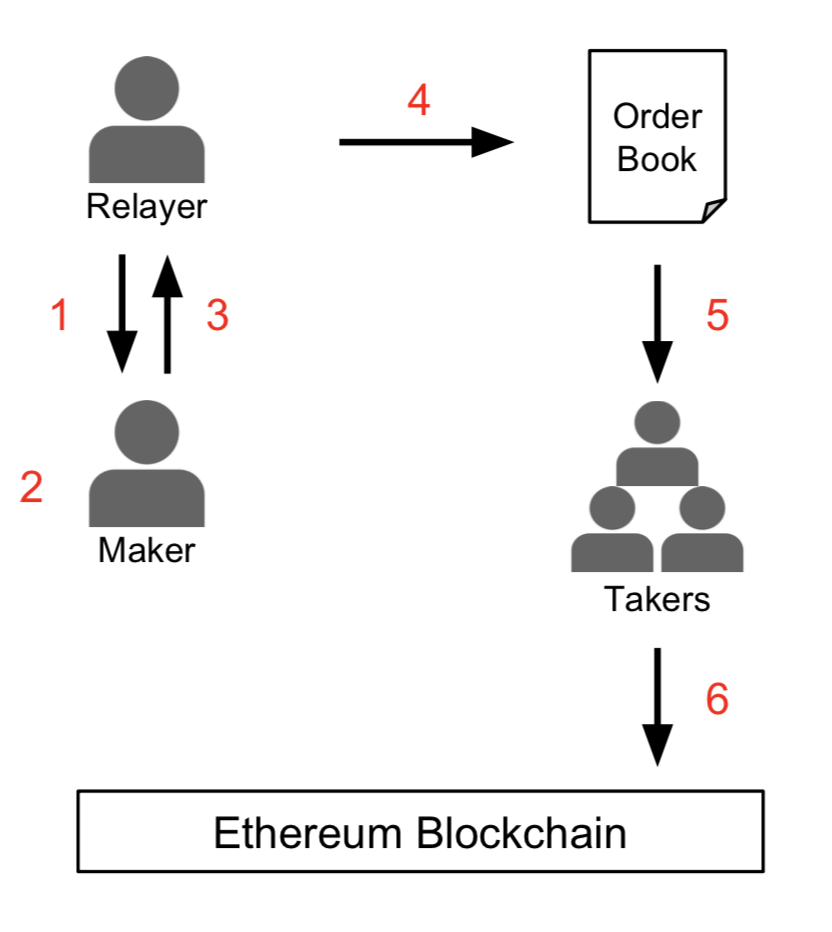 4
Order
Book
Relayer
1
3
5
2
Maker
Takers
6
Ethereum Blockchain